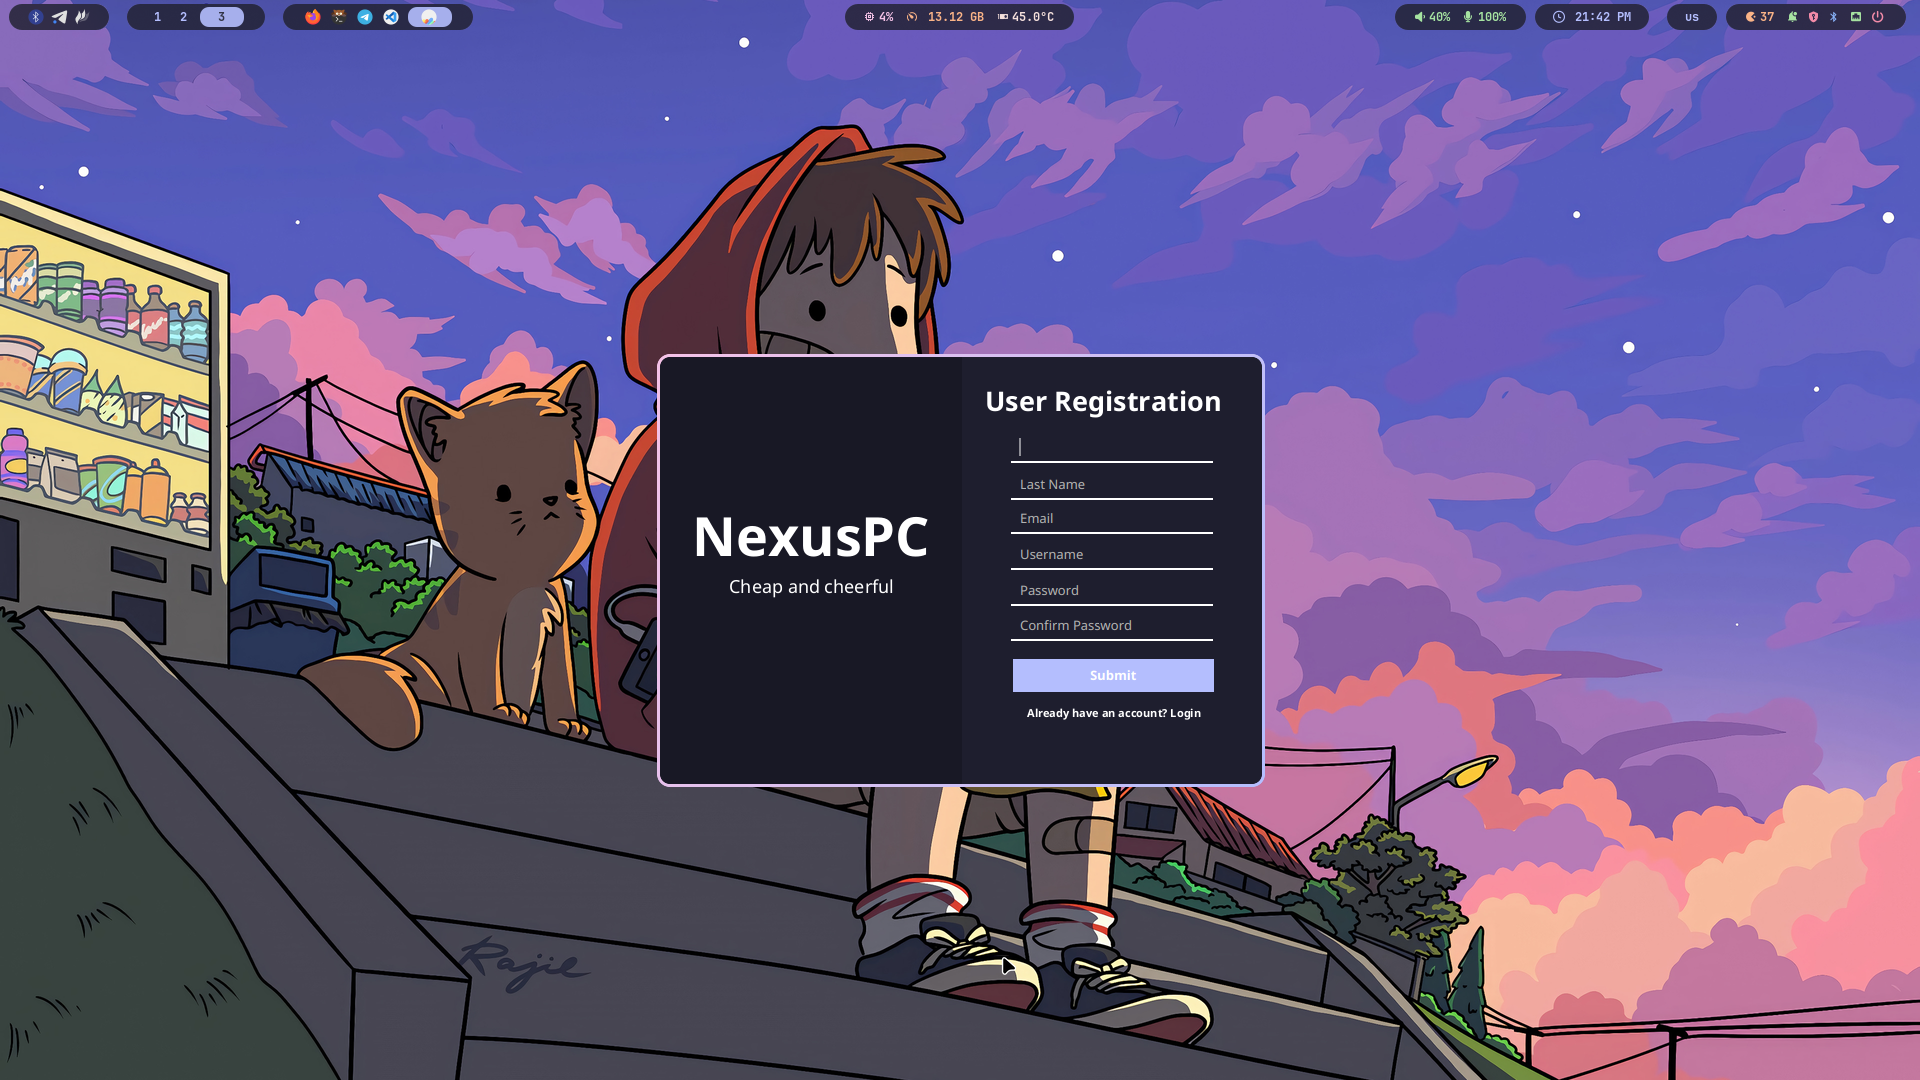 1 2 3
4% 13.12 GB 45.0°C
40% 100% 21:42 PM us 37
User Registration
Last Name
Email
Username
Password
Confirm Password
Submit
Already have an account? Login
NexusPC
Cheap and cheerful
Rajie